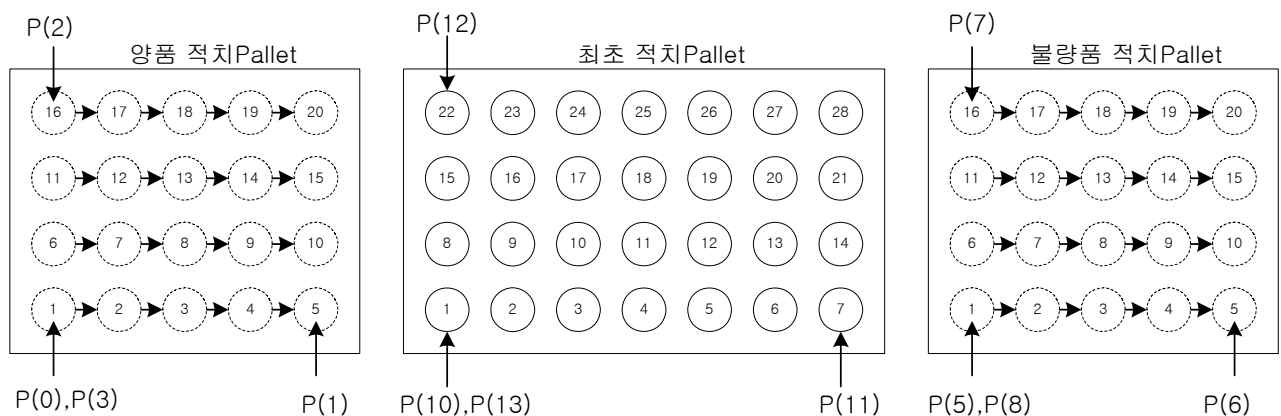 P(2) P(12) P(7)
양품 적치Pallet 최초 적치Pallet 불량품 적치Pallet
16 17 18 19 20 22 23 24 25 26 27 28 16 17 18 19 20
11 12 13 14 15 15 16 17 18 19 20 21 11 12 13 14 15
6 7 8 9 10 8 9 10 11 12 13 14 6 7 8 9 10
1 2 3 4 5 1 2 3 4 5 6 7 1 2 3 4 5
P(0),P(3) P(1) P(10),P(13) P(11) P(5),P(8) P(6)